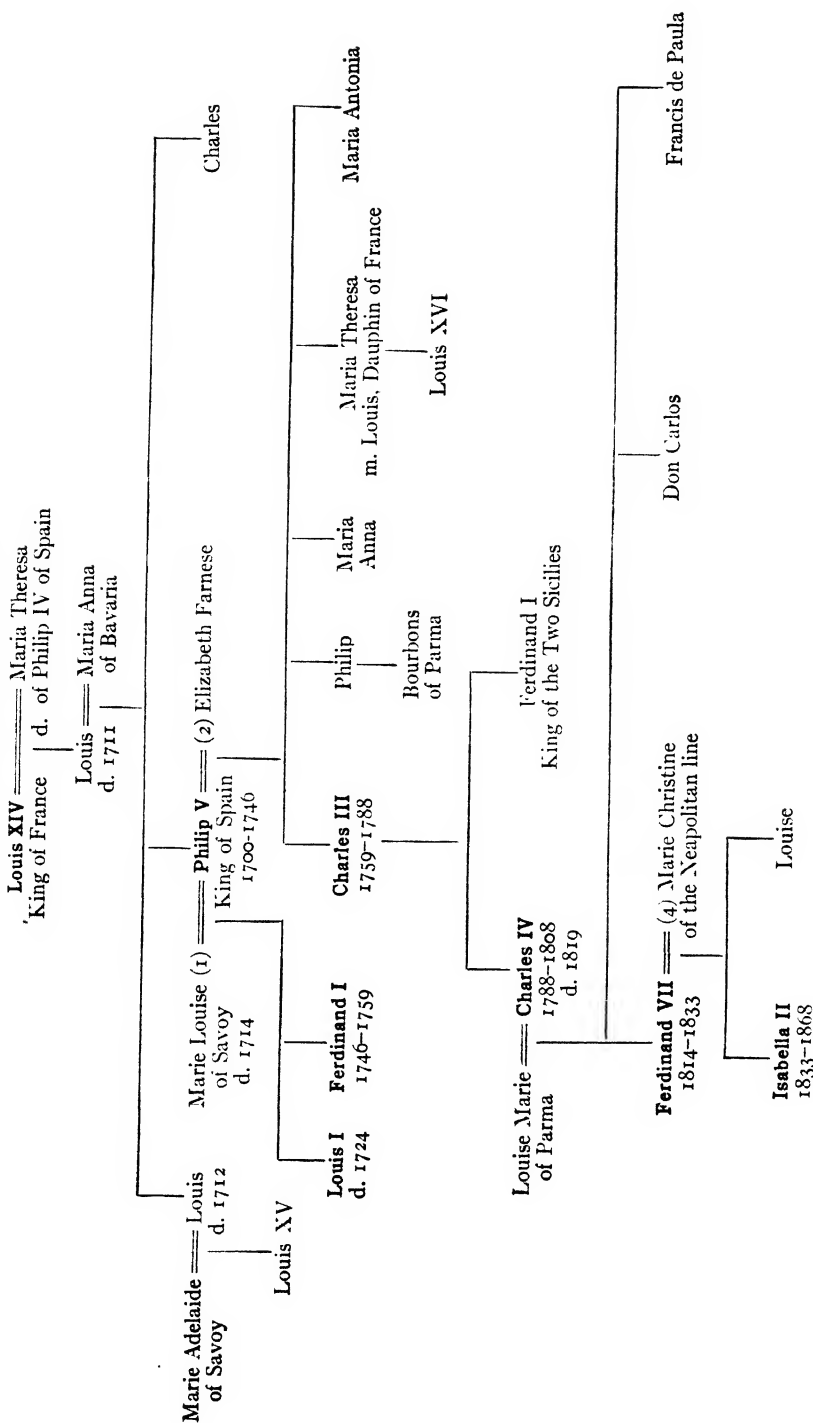 Louis XIV Maria Theresa
King of France d. of Philip IV of Spain
Louis Maria Anna
d. 1711 of Bavaria
Marie Adelaide Louis
of Savoy d. 1712
Louis XV
Marie Louise (1) Philip V (2) Elizabeth Farnese
of Savoy King of Spain
d. 1714 1700-1746
Charles
Louis I
d. 1724
Ferdinand I
1746-1759
Charles III
1759-1788
Philip
Bourbons
of Parma
Maria
Anna
Maria Theresa
m. Louis, Dauphin of France
Louis XVI
Maria Antonia
Louise Marie Charles IV
of Parma 1788-1808
d. 1819
Ferdinand I
King of the Two Sicilies
Ferdinand VII (4) Marie Christine
1814-1833 of the Neapolitan line
Don Carlos
Francis de Paula
Isabella II
1833-1868
Louise